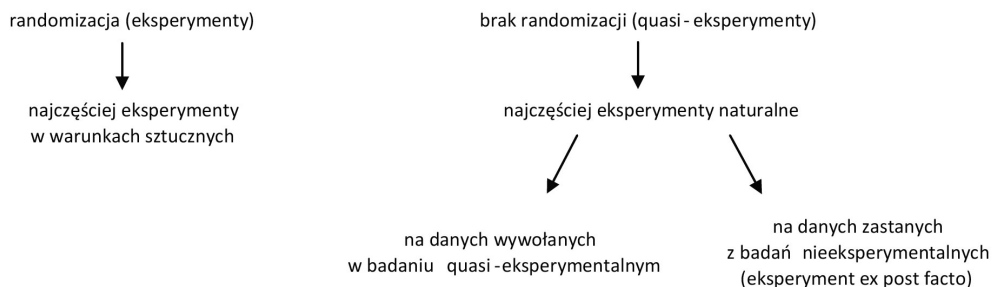 randomizacja (eksperymenty)
najczęściej eksperymenty
w warunkach sztucznych
brak randomizacji (quasi-eksperymenty)
najczęściej eksperymenty naturalne
na danych wywołanych
w badaniu quasi-eksperymentalnym
na danych zastanych
z badań nieeksperymentalnych
(eksperyment ex post facto)